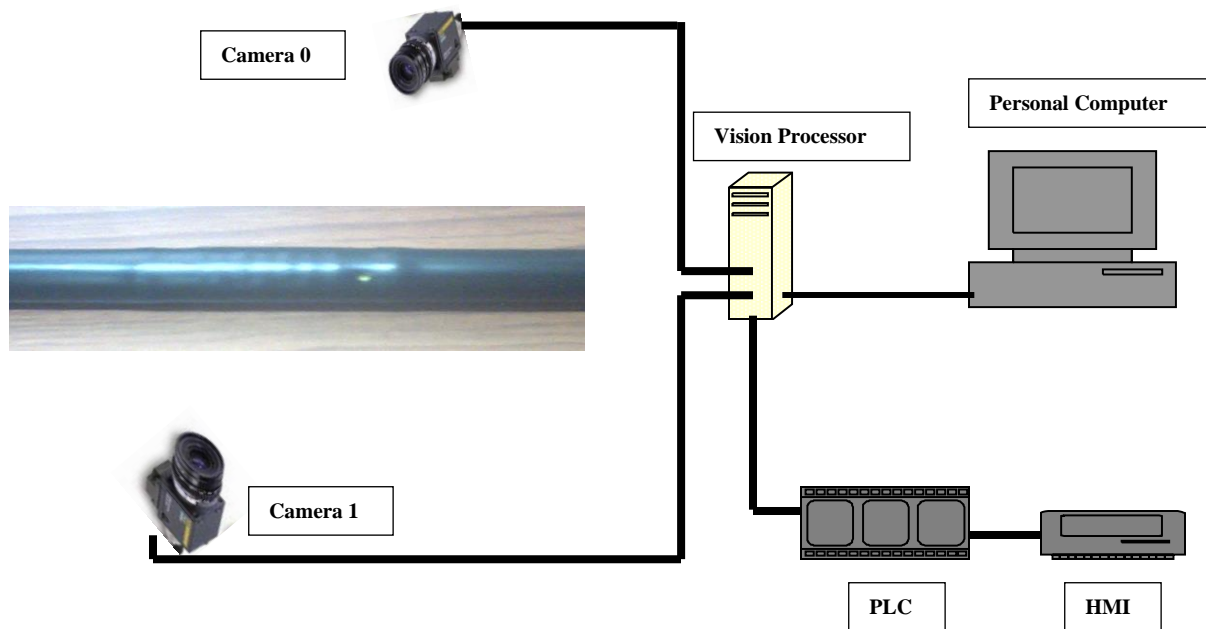 Camera 0
Personal Computer
Vision Processor
Camera 1
PLC
HMI